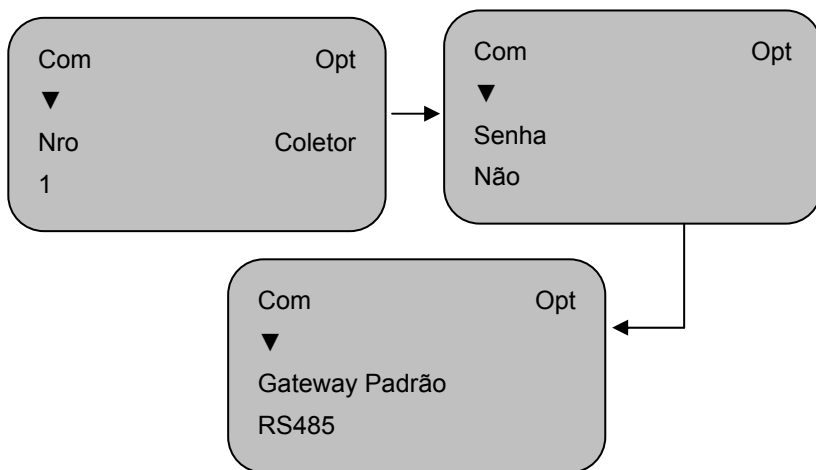 Com Opt
▼
Nro Coletor
1
Com Opt
▼
Senha
Não
Com Opt
▼
Gateway Padrão
RS485